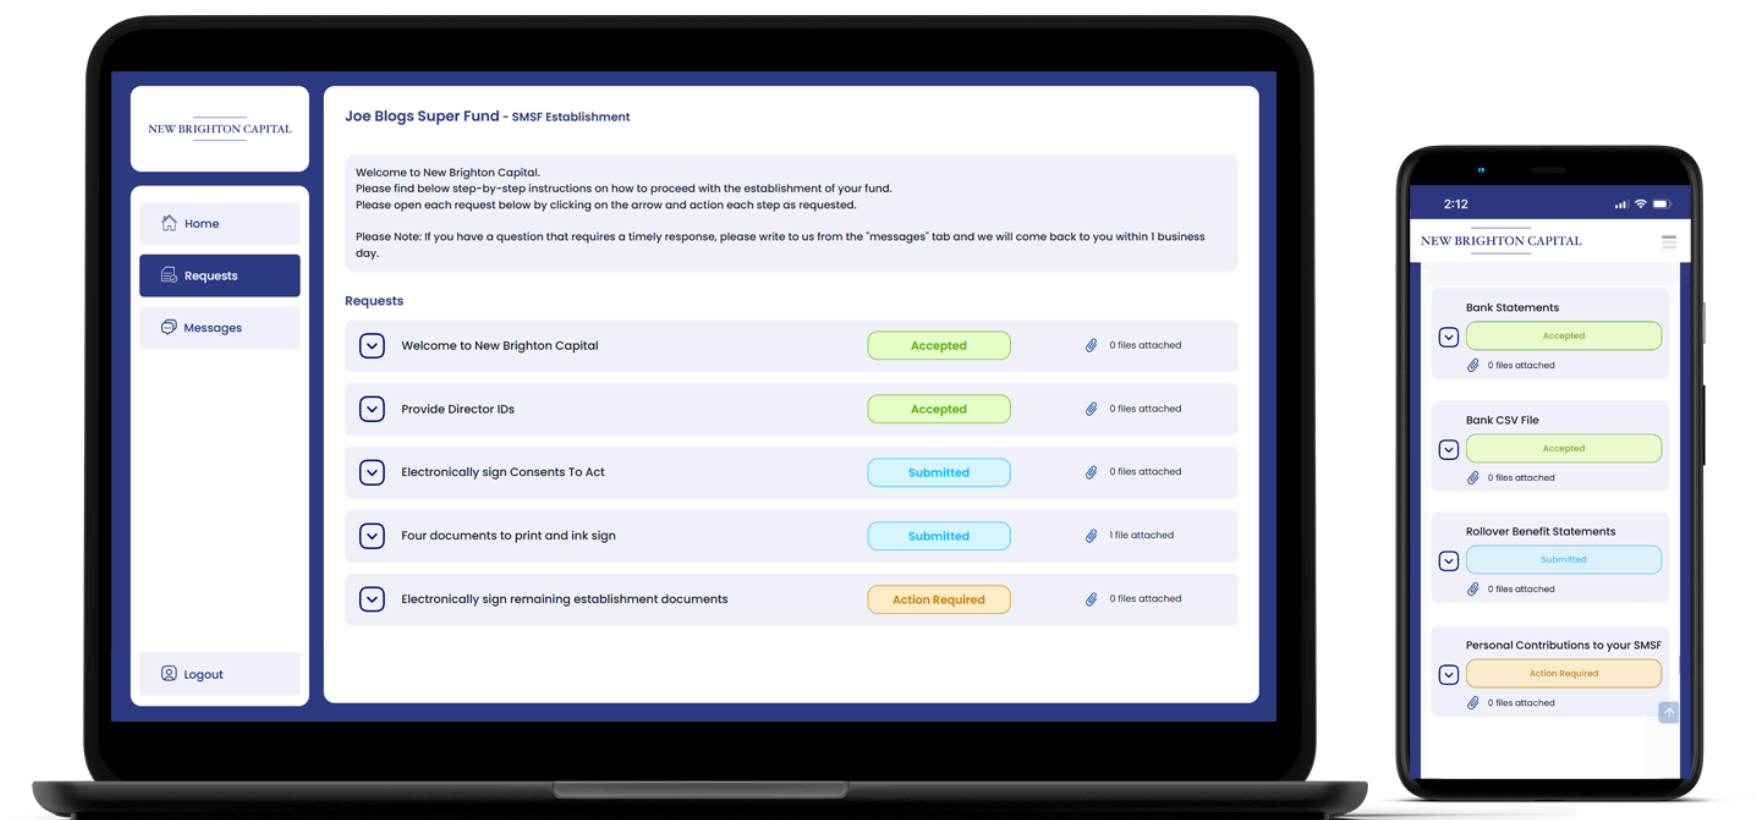 NEW BRIGHTON CAPITAL
Home
Requests
Messages
Logout
Joe Blogs Super Fund - SMSF Establishment
Welcome to New Brighton Capital.
Please find below step-by-step instructions on how to proceed with the establishment of your fund.
Please open each request below by clicking on the arrow and action each step as requested.
Please Note: If you have a question that requires a timely response, please write to us from the "messages" tab and we will come back to you within 1 business
day.
Requests
Welcome to New Brighton Capital Accepted 0 files attached
Provide Director IDs Accepted 0 files attached
Electronically sign Consents To Act Submitted 0 files attached
Four documents to print and ink sign Submitted 1 file attached
Electronically sign remaining establishment documents Action Required 0 files attached
2:12
NEW BRIGHTON CAPITAL
Bank Statements
Accepted
0 files attached
Bank CSV File
Accepted
0 files attached
Rollover Benefit Statements
Submitted
0 files attached
Personal Contributions to your SMSF
Action Required
0 files attached